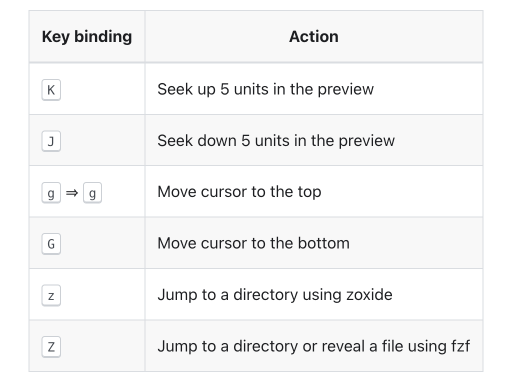 Key binding Action
K Seek up 5 units in the preview
J Seek down 5 units in the preview
g ⇒ g Move cursor to the top
G Move cursor to the bottom
z Jump to a directory using zoxide
Z Jump to a directory or reveal a file using fzf